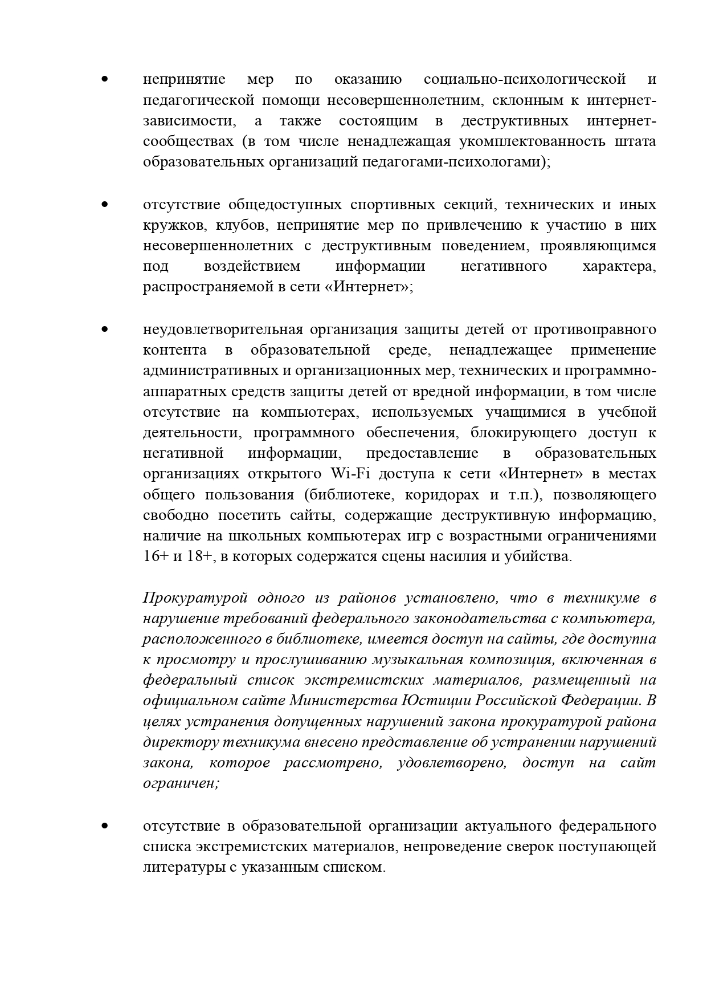 • непринятие мер по оказанию социально-психологической и
педагогической помощи несовершеннолетним, склонным к интернет-
зависимости, а также состоящим в деструктивных интернет-
сообществах (в том числе ненадлежащая укомплектованность штата
образовательных организаций педагогами-психологами);
• отсутствие общедоступных спортивных секций, технических и иных
кружков, клубов, непринятие мер по привлечению к участию в них
несовершеннолетних с деструктивным поведением, проявляющимся
под воздействием информации негативного характера,
распространяемой в сети «Интернет»;
• неудовлетворительная организация защиты детей от противоправного
контента в образовательной среде, ненадлежащее применение
административных и организационных мер, технических и программно-
аппаратных средств защиты детей от вредной информации, в том числе
отсутствие на компьютерах, используемых учащимися в учебной
деятельности, программного обеспечения, блокирующего доступ к
негативной информации, предоставление в образовательных
организациях открытого Wi-Fi доступа к сети «Интернет» в местах
общего пользования (библиотеке, коридорах и т.п.), позволяющего
свободно посетить сайты, содержащие деструктивную информацию,
наличие на школьных компьютерах игр с возрастными ограничениями
16+ и 18+, в которых содержатся сцены насилия и убийства.
Прокуратурой одного из районов установлено, что в техникуме в
нарушение требований федерального законодательства с компьютера,
расположенного в библиотеке, имеется доступ на сайты, где доступна
к просмотру и прослушиванию музыкальная композиция, включенная в
федеральный список экстремистских материалов, размещенный на
официальном сайте Министерства Юстиции Российской Федерации. В
целях устранения допущенных нарушений закона прокуратурой района
директору техникума внесено представление об устранении нарушений
закона, которое рассмотрено, удовлетворено, доступ на сайт
ограничен;
• отсутствие в образовательной организации актуального федерального
списка экстремистских материалов, непроведение сверок поступающей
литературы с указанным списком.